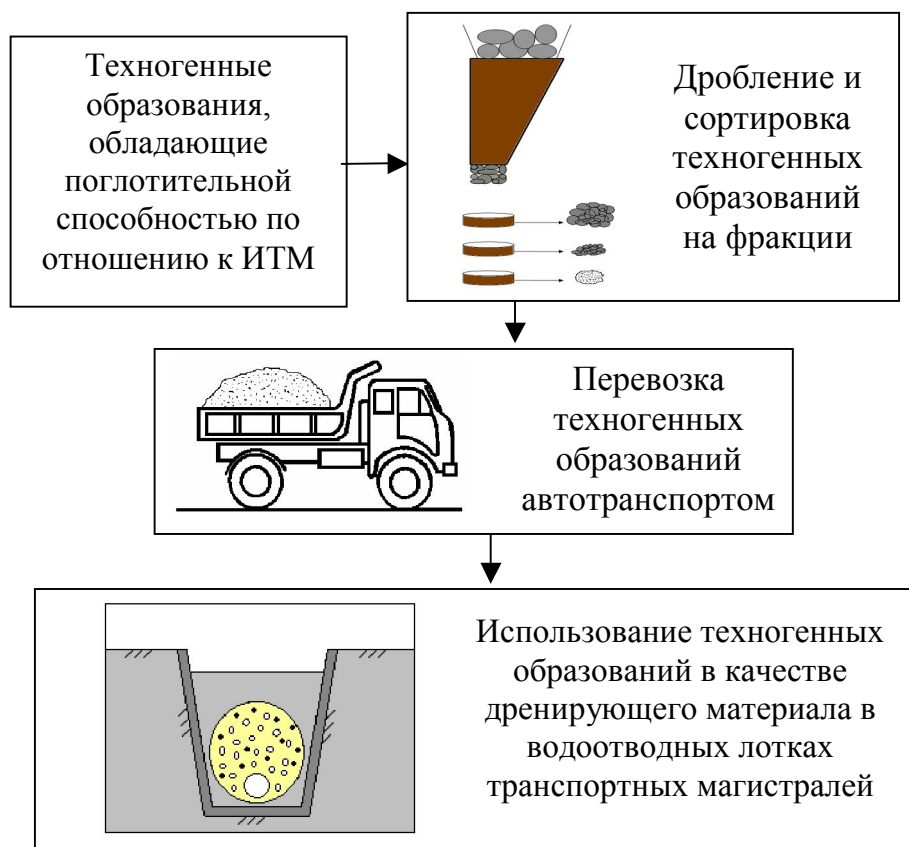 Техногенные
образования,
обладающие
поглотительной
способностью по
отношению к ИТМ
Дробление и
сортировка
техногенных
образований
на фракции
Перевозка
техногенных
образований
автотранспортом
Использование техногенных
образований в качестве
дренирующего материала в
водоотводных лотках
транспортных магистралей